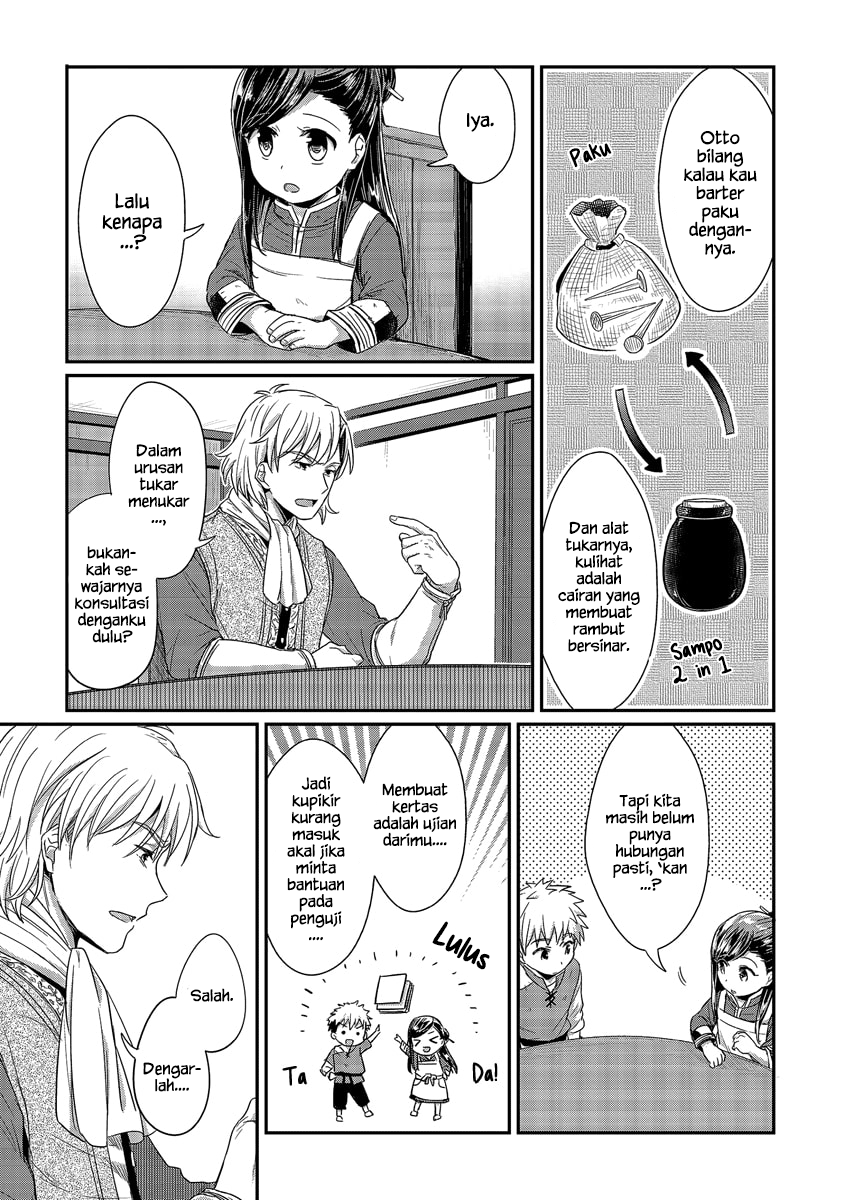 Otto
bilang
kalau kau
barter
paku
dengan-
nya.
Paku
Dan alat
tukarnya,
kulihat
adalah
cairan yang
membuat
rambut
bersinar.
Sampo
2 in 1
Iya.
Lalu
kenapa
...?
Dalam
urusan
tukar
menukar
...,
bukan-
kah se-
wajarnya
konsultasi
denganku
dulu?
Tapi kita
masih belum
punya
hubungan
pasti, 'kan
...?
Membuat
kertas
adalah ujian
darimu....
Jadi
kupikir
kurang
masuk
akal jika
minta
bantuan
pada
penguji
....
Lulus
Ta
Da!
Salah.
Dengar-
lah....